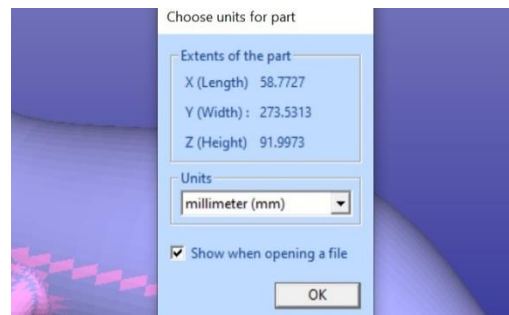 Choose units for part
Extents of the part
X (Length) 58.7727
Y (Width) : 273.5313
Z (Height) 91.9973
Units
millimeter (mm)
Show when opening a file
OK